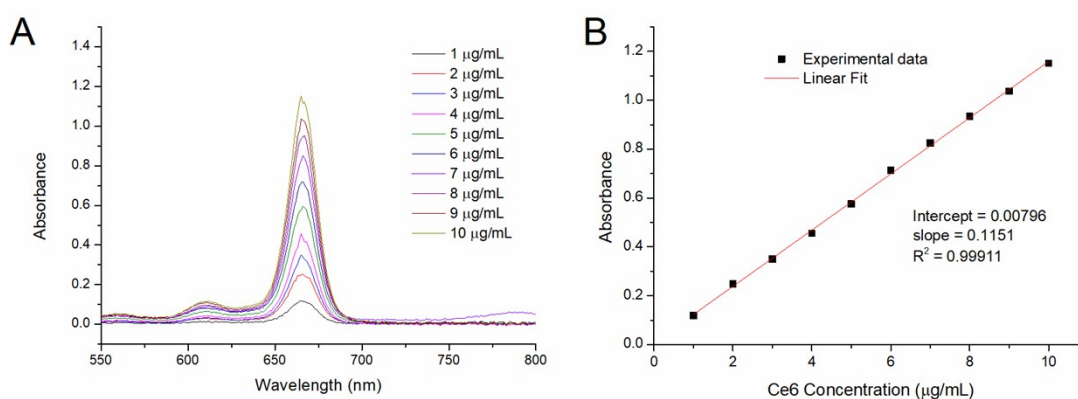 A
1.4
1.2
1.0
0.8
0.6
0.4
0.2
0.0
Absorbance
550
600
650
700
750
800
Wavelength (nm)
1 μg/mL
2 μg/mL
3 μg/mL
4 μg/mL
5 μg/mL
6 μg/mL
7 μg/mL
8 μg/mL
9 μg/mL
10 μg/mL
B
1.2
1.0
0.8
0.6
0.4
0.2
0.0
Absorbance
Experimental data
Linear Fit
Intercept = 0.00796
slope = 0.1151
R² = 0.99911
0
2
4
6
8
10
Ce6 Concentration (μg/mL)